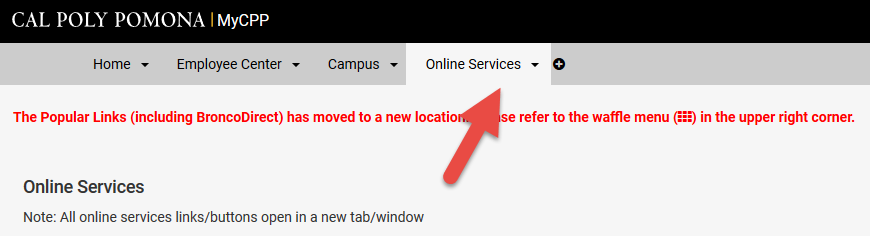 CAL POLY POMONA | MyCPP
Home Employee Center Campus Online Services
The Popular Links (including BroncoDirect) has moved to a new location se refer to the waffle menu ( ) in the upper right corner.
Online Services
Note: All online services links/buttons open in a new tab/window